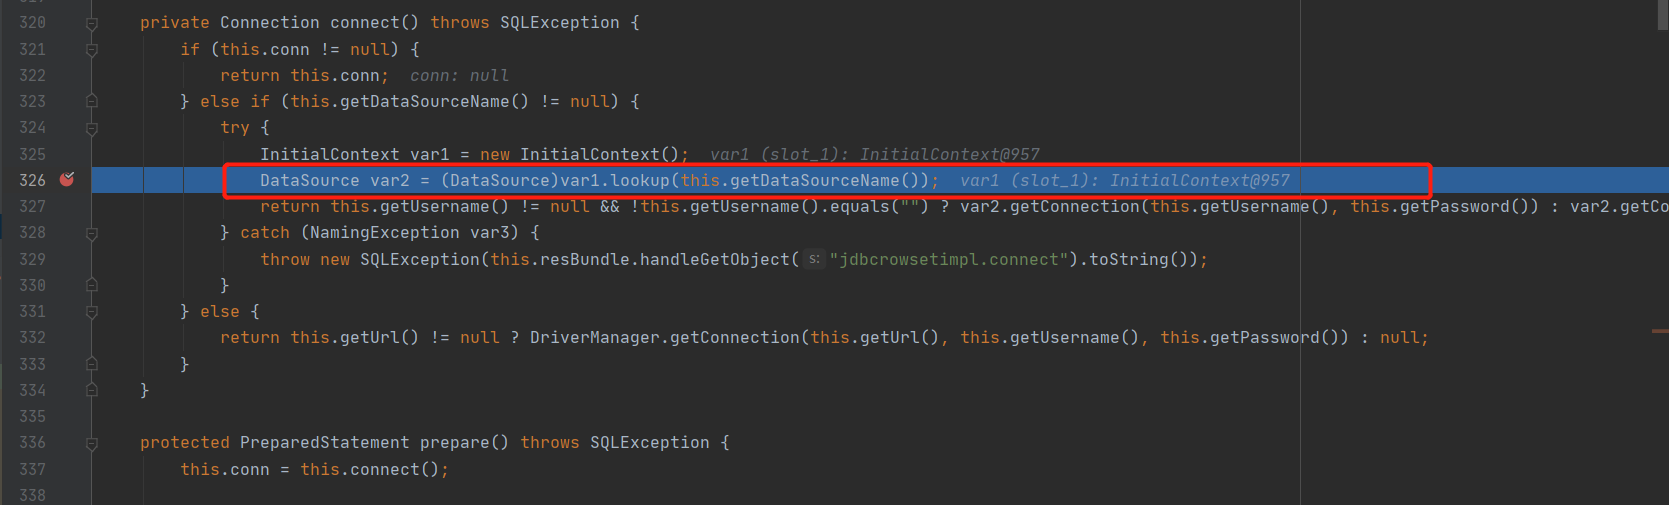 320 private Connection connect() throws SQLException {
321 if (this.conn != null) {
322 return this.conn; conn: null
323 } else if (this.getDataSourceName() != null) {
324 try {
325 InitialContext var1 = new InitialContext(); var1 (slot_1): InitialContext@957
326 DataSource var2 = (DataSource)var1.lookup(this.getDataSourceName()); var1 (slot_1): InitialContext@957
327 return this.getUsername() != null && !this.getUsername().equals("") ? var2.getConnection(this.getUsername(), this.getPassword()) : var2.getCo
328 } catch (NamingException var3) {
329 throw new SQLException(this.resBundle.handleGetObject( s: "jdbcrowsetimpl.connect").toString());
330 }
331 } else {
332 return this.getUrl() != null ? DriverManager.getConnection(this.getUrl(), this.getUsername(), this.getPassword()) : null;
333 }
334 }
335
336 protected PreparedStatement prepare() throws SQLException {
337 this.conn = this.connect();
338